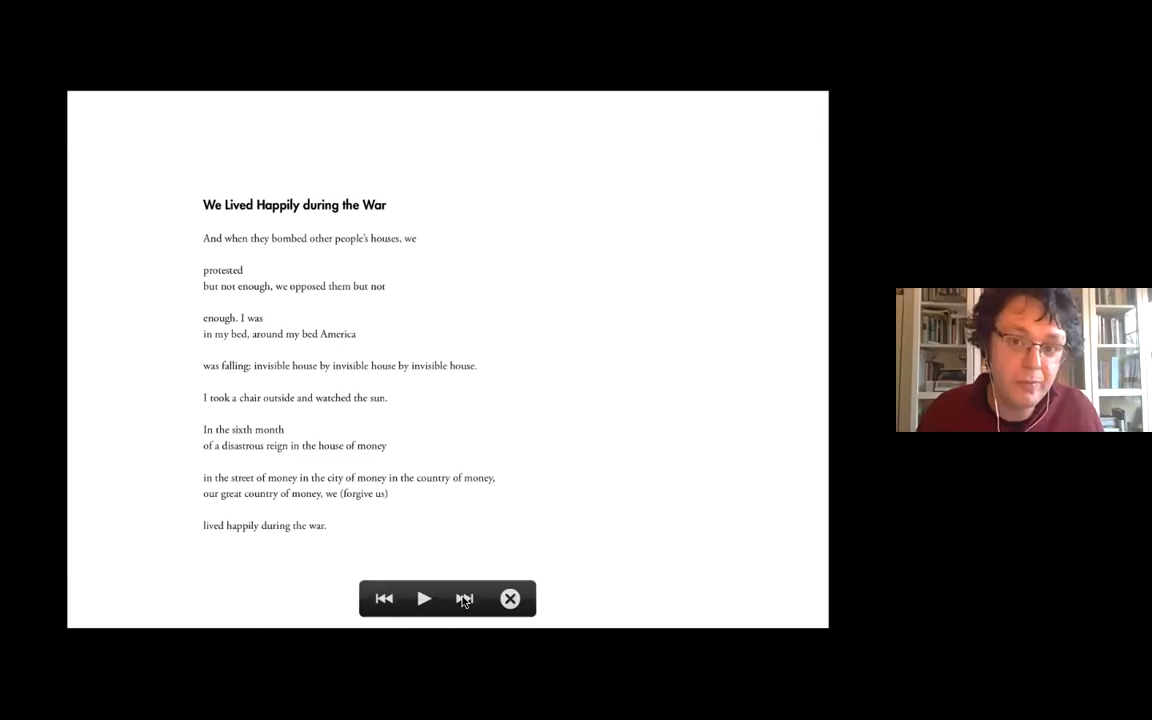 We Lived Happily during the War
And when they bombed other people's houses, we
protested
but not enough, we opposed them but not
enough. I was
in my bed, around my bed America
was falling: invisible house by invisible house by invisible house.
I took a chair outside and watched the sun.
In the sixth month
of a disastrous reign in the house of money
in the street of money in the city of money in the country of money,
our great country of money, we (forgive us)
lived happily during the war.